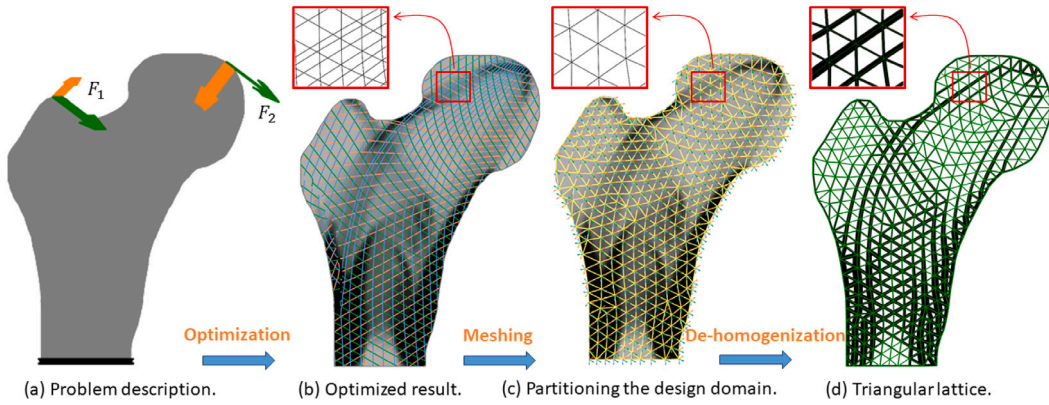 F₁
F₂
Optimization
Meshing
De-homogenization
(a) Problem description.
(b) Optimized result.
(c) Partitioning the design domain.
(d) Triangular lattice.